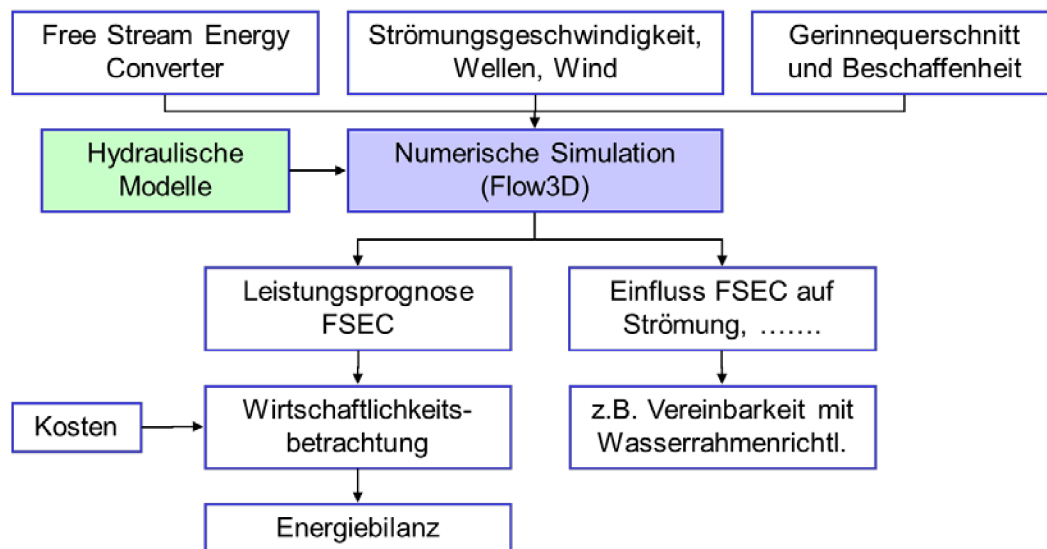 Free Stream Energy
Converter
Strömungsgeschwindigkeit,
Wellen, Wind
Gerinnequerschnitt
und Beschaffenheit
Hydraulische
Modelle
Numerische Simulation
(Flow3D)
Leistungsprognose
FSEC
Einfluss FSEC auf
Strömung, …….
Kosten
Wirtschaftlichkeits-
betrachtung
z.B. Vereinbarkeit mit
Wasserrahmenrichtl.
Energiebilanz